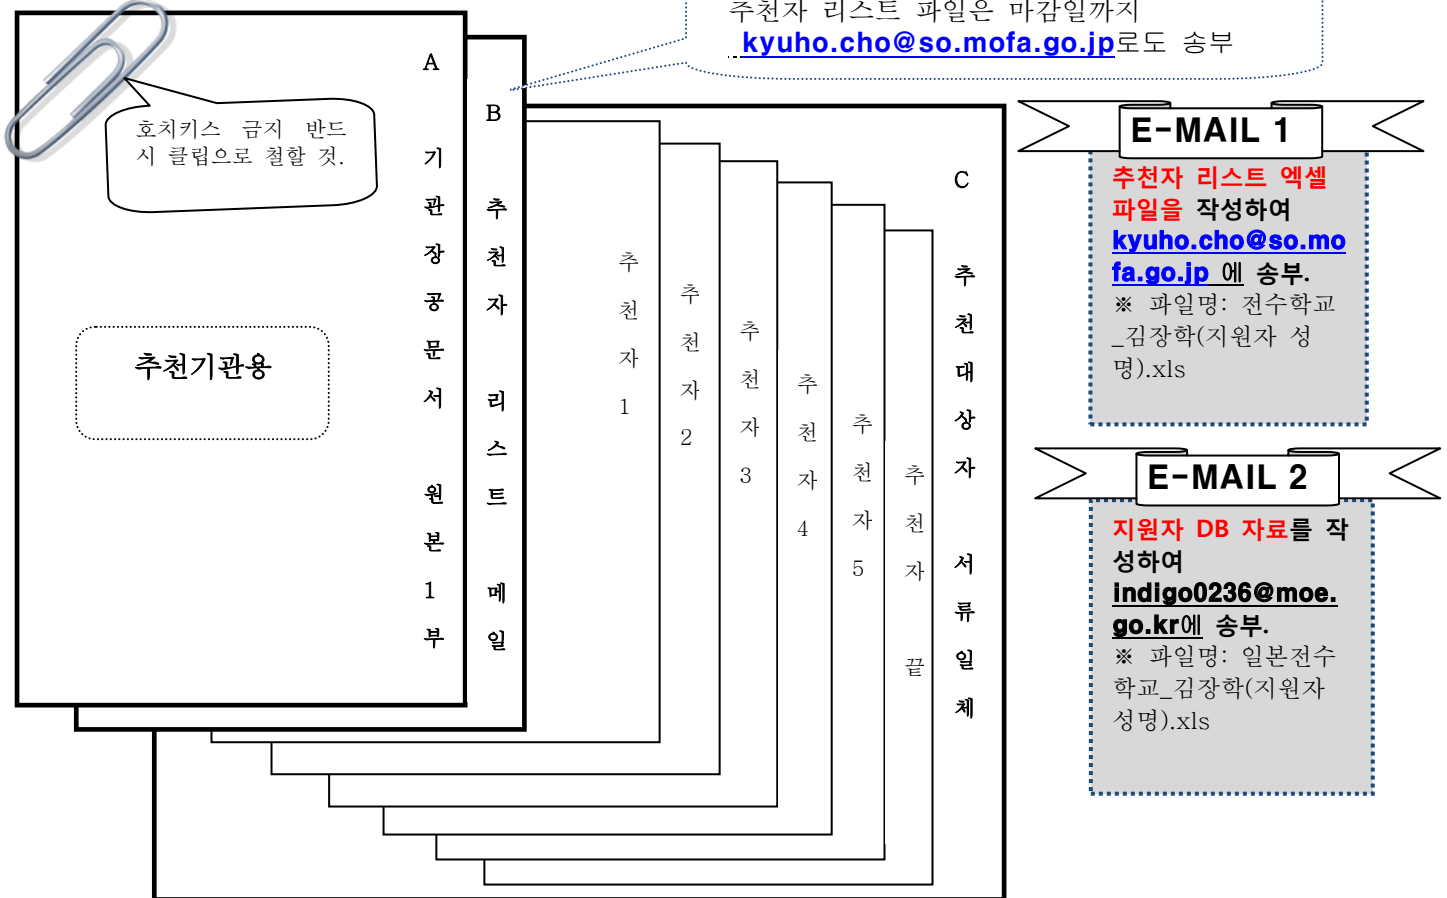 추천자 리스트 파일은 마감일까지
kyuho.cho@so.mofa.go.jp로도 송부
호치키스 금지 반드
시 클립으로 철할 것.
A 기관장공문서 원본1부
추천기관용
B 추천자 리스트 메일
추천자1
추천자2
추천자3
추천자4
추천자5
추천자 끝
C 추천대상자 서류일체
E-MAIL 1
추천자 리스트 엑셀
파일을 작성하여
kyuho.cho@so.mo
fa.go.jp 에 송부.
※ 파일명: 전수학교
_김장학(지원자 성
명).xls
E-MAIL 2
지원자 DB 자료를 작
성하여
indigo0236@moe.
go.kr에 송부.
※ 파일명: 일본전수
학교_김장학(지원자
성명).xls